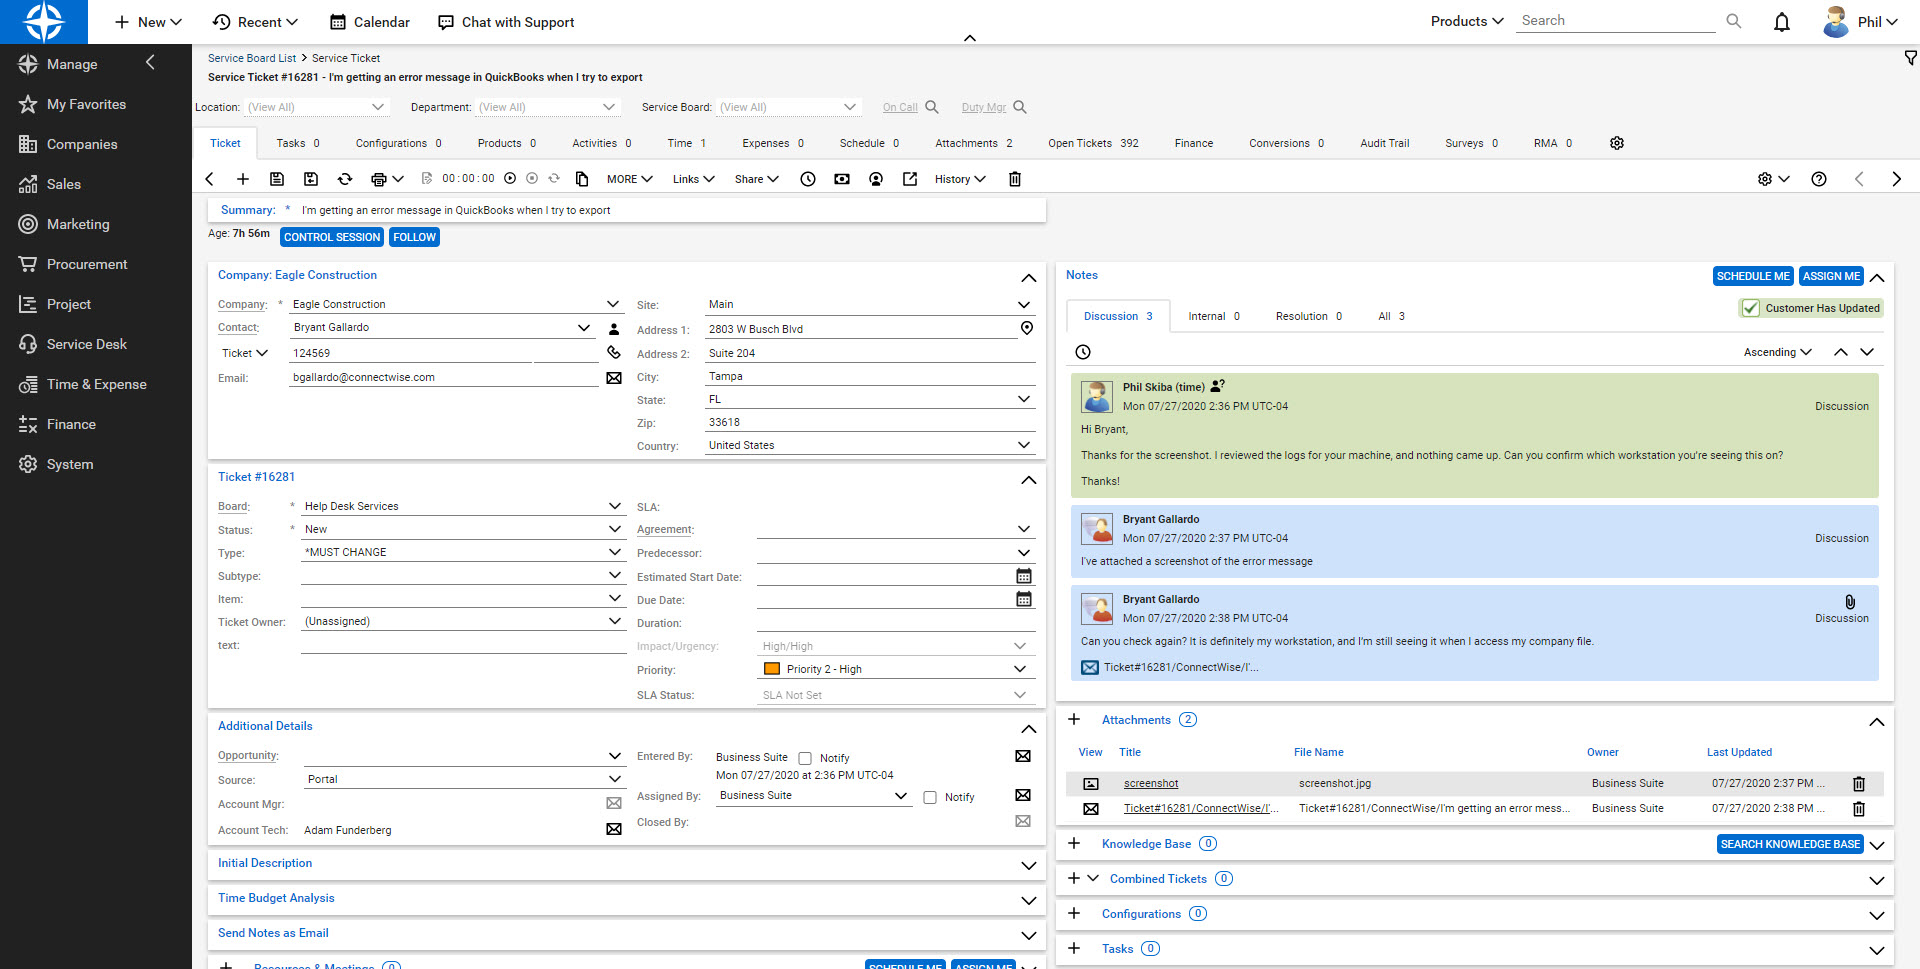 New Recent Calendar Chat with Support Products Search Phil
Manage
My Favorites
Companies
Sales
Marketing
Procurement
Project
Service Desk
Time & Expense
Finance
System
Service Board List > Service Ticket
Service Ticket #16281 - I'm getting an error message in QuickBooks when I try to export
Location: (View All) Department: (View All) Service Board: (View All) On Call Duty Mgr
Ticket Tasks 0 Configurations 0 Products 0 Activities 0 Time 1 Expenses 0 Schedule 0 Attachments 2 Open Tickets 392 Finance Conversions 0 Audit Trail Surveys 0 RMA 0
00:00:00 MORE Links Share History
Summary: * I'm getting an error message in QuickBooks when I try to export
Age: 7h 56m CONTROL SESSION FOLLOW
Company: Eagle Construction
Company: * Eagle Construction
Contact: Bryant Gallardo
Ticket 124569
Email: bgallardo@connectwise.com
Site: Main
Address 1: 2803 W Busch Blvd
Address 2: Suite 204
City: Tampa
State: FL
Zip: 33618
Country: United States
Ticket #16281
Board: * Help Desk Services
Status: * New
Type: *MUST CHANGE
Subtype:
Item:
Ticket Owner: (Unassigned)
text:
SLA:
Agreement:
Predecessor:
Estimated Start Date:
Due Date:
Duration:
Impact/Urgency: High/High
Priority: Priority 2 - High
SLA Status: SLA Not Set
Additional Details
Opportunity:
Source: Portal
Account Mgr:
Account Tech: Adam Funderberg
Entered By: Business Suite Notify
Mon 07/27/2020 at 2:36 PM UTC-04
Assigned By: Business Suite Notify
Closed By:
Initial Description
Time Budget Analysis
Send Notes as Email
Resources & Meetings 0 SCHEDULE ME ASSIGN ME
Notes SCHEDULE ME ASSIGN ME
Discussion 3 Internal 0 Resolution 0 All 3 Customer Has Updated
Ascending
Phil Skiba (time)
Mon 07/27/2020 2:36 PM UTC-04 Discussion
Hi Bryant,
Thanks for the screenshot. I reviewed the logs for your machine, and nothing came up. Can you confirm which workstation you're seeing this on?
Thanks!
Bryant Gallardo
Mon 07/27/2020 2:37 PM UTC-04 Discussion
I've attached a screenshot of the error message
Bryant Gallardo
Mon 07/27/2020 2:38 PM UTC-04 Discussion
Can you check again? It is definitely my workstation, and I'm still seeing it when I access my company file.
Ticket#16281/ConnectWise/I'...
Attachments 2
View Title File Name Owner Last Updated
screenshot screenshot.jpg Business Suite 07/27/2020 2:37 PM ...
Ticket#16281/ConnectWise/I'... Ticket#16281/ConnectWise/I'm getting an error mess... Business Suite 07/27/2020 2:38 PM ...
Knowledge Base 0 SEARCH KNOWLEDGE BASE
Combined Tickets 0
Configurations 0
Tasks 0